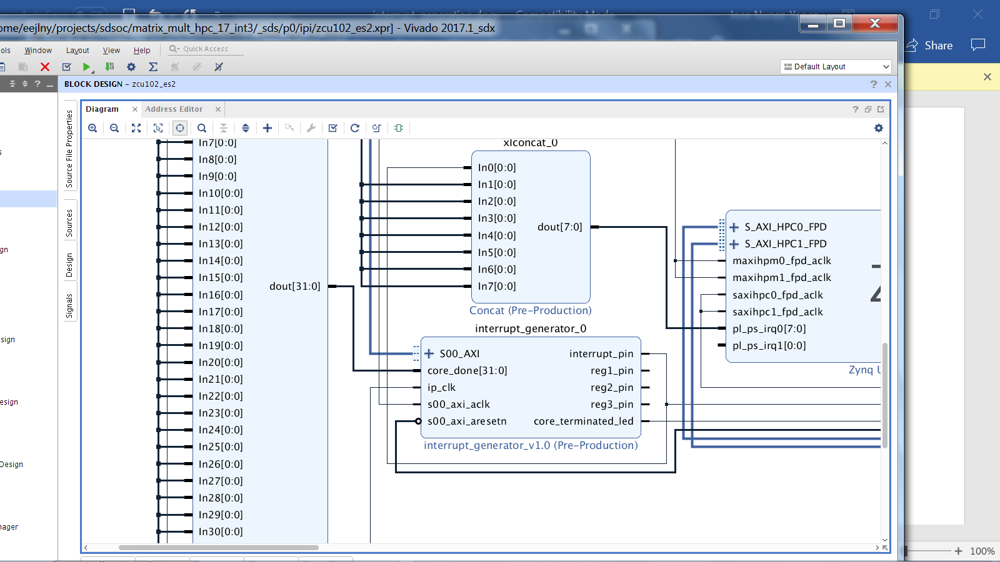 ome/eejlny/projects/sdsoc/matrix_mult_hpc_17_int3/_sds/p0/ipi/zcu102_es2.xpr] - Vivado 2017.1_sdx
Share
ols Window Layout View Help Quick Access
Default Layout
BLOCK DESIGN - zcu102_es2
Diagram
Address Editor
Source File Properties
Sources
Design
Signals
s
gn
sign
esign
Design
nager
In7[0:0]
In8[0:0]
In9[0:0]
In10[0:0]
In11[0:0]
In12[0:0]
In13[0:0]
In14[0:0]
In15[0:0]
In16[0:0]
In17[0:0]
In18[0:0]
In19[0:0]
In20[0:0]
In21[0:0]
In22[0:0]
In23[0:0]
In24[0:0]
In25[0:0]
In26[0:0]
In27[0:0]
In28[0:0]
In29[0:0]
In30[0:0]
dout[31:0]
xlconcat_0
In0[0:0]
In1[0:0]
In2[0:0]
In3[0:0]
In4[0:0]
In5[0:0]
In6[0:0]
In7[0:0]
dout[7:0]
Concat (Pre-Production)
interrupt_generator_0
S00_AXI
core_done[31:0]
ip_clk
s00_axi_aclk
s00_axi_aresetn
interrupt_pin
reg1_pin
reg2_pin
reg3_pin
core_terminated_led
interrupt_generator_v1.0 (Pre-Production)
S_AXI_HPC0_FPD
S_AXI_HPC1_FPD
maxihpm0_fpd_aclk
maxihpm1_fpd_aclk
saxihpc0_fpd_aclk
saxihpc1_fpd_aclk
pl_ps_irq0[7:0]
pl_ps_irq1[0:0]
Zynq U
100%